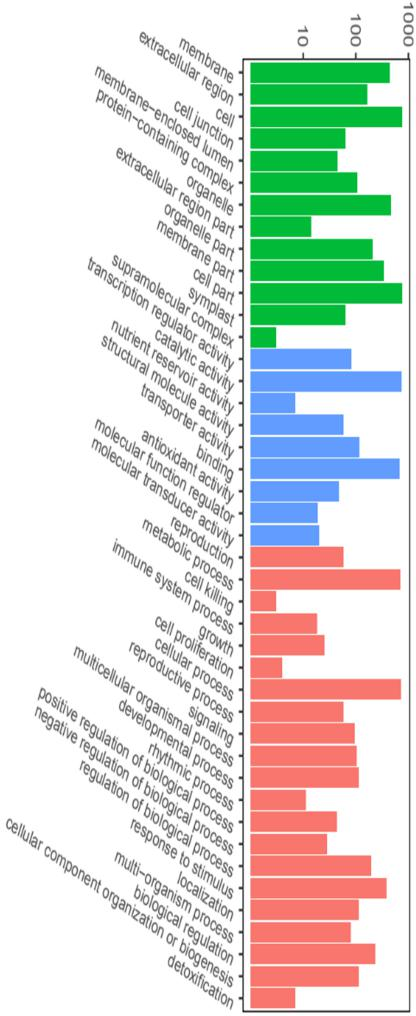 10
100
1000
membrane
extracellular region
cell
cell junction
membrane-enclosed lumen
protein-containing complex
organelle
extracellular region part
organelle part
membrane part
cell part
symplast
supramolecular complex
transcription regulator activity
catalytic activity
nutrient reservoir activity
structural molecule activity
transporter activity
binding
antioxidant activity
molecular function regulator
molecular transducer activity
reproduction
metabolic process
cell killing
immune system process
growth
cell proliferation
cellular process
reproductive process
signaling
multicellular organismal process
developmental process
rhythmic process
positive regulation of biological process
negative regulation of biological process
regulation of biological process
response to stimulus
localization
multi-organism process
biological regulation
cellular component organization or biogenesis
detoxification